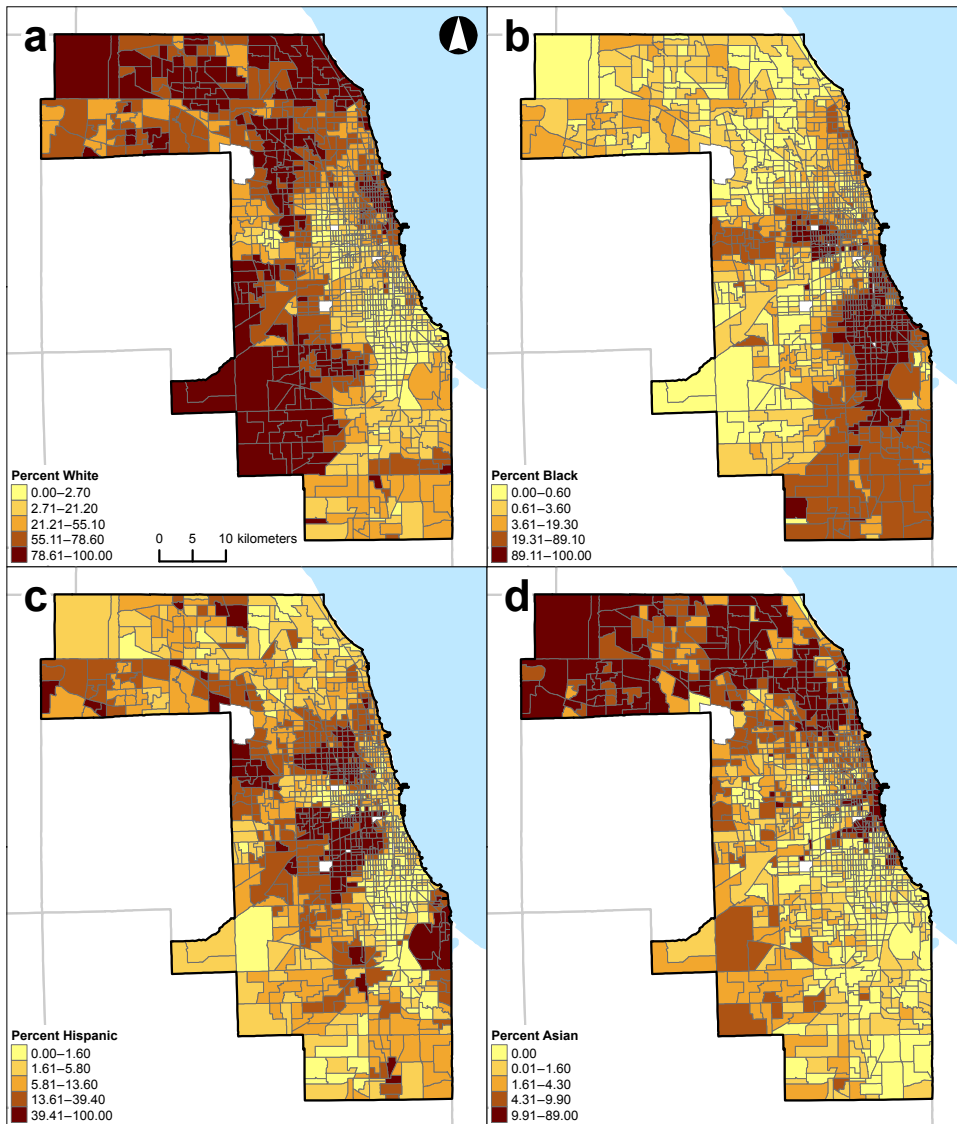 a
b
Percent White
0.00–2.70
2.71–21.20
21.21–55.10
55.11–78.60
78.61–100.00
0 5 10 kilometers
Percent Black
0.00–0.60
0.61–3.60
3.61–19.30
19.31–89.10
89.11–100.00
c
d
Percent Hispanic
0.00–1.60
1.61–5.80
5.81–13.60
13.61–39.40
39.41–100.00
Percent Asian
0.00
0.01–1.60
1.61–4.30
4.31–9.90
9.91–89.00